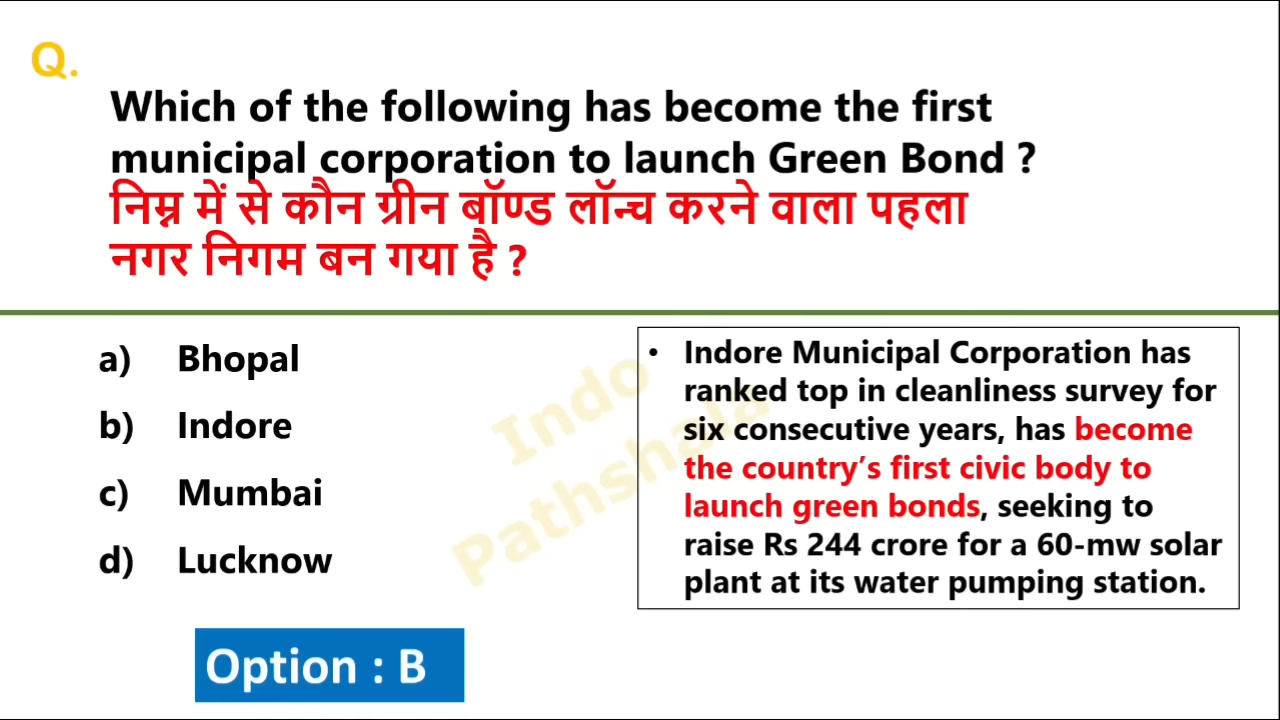 Q.
Which of the following has become the first
municipal corporation to launch Green Bond ?
निम्न में से कौन ग्रीन बॉण्ड लॉन्च करने वाला पहला
नगर निगम बन गया है ?
a) Bhopal
b) Indore
c) Mumbai
d) Lucknow
• Indore Municipal Corporation has
ranked top in cleanliness survey for
six consecutive years, has become
the country’s first civic body to
launch green bonds, seeking to
raise Rs 244 crore for a 60-mw solar
plant at its water pumping station.
Indo
Pathshala
Option : B